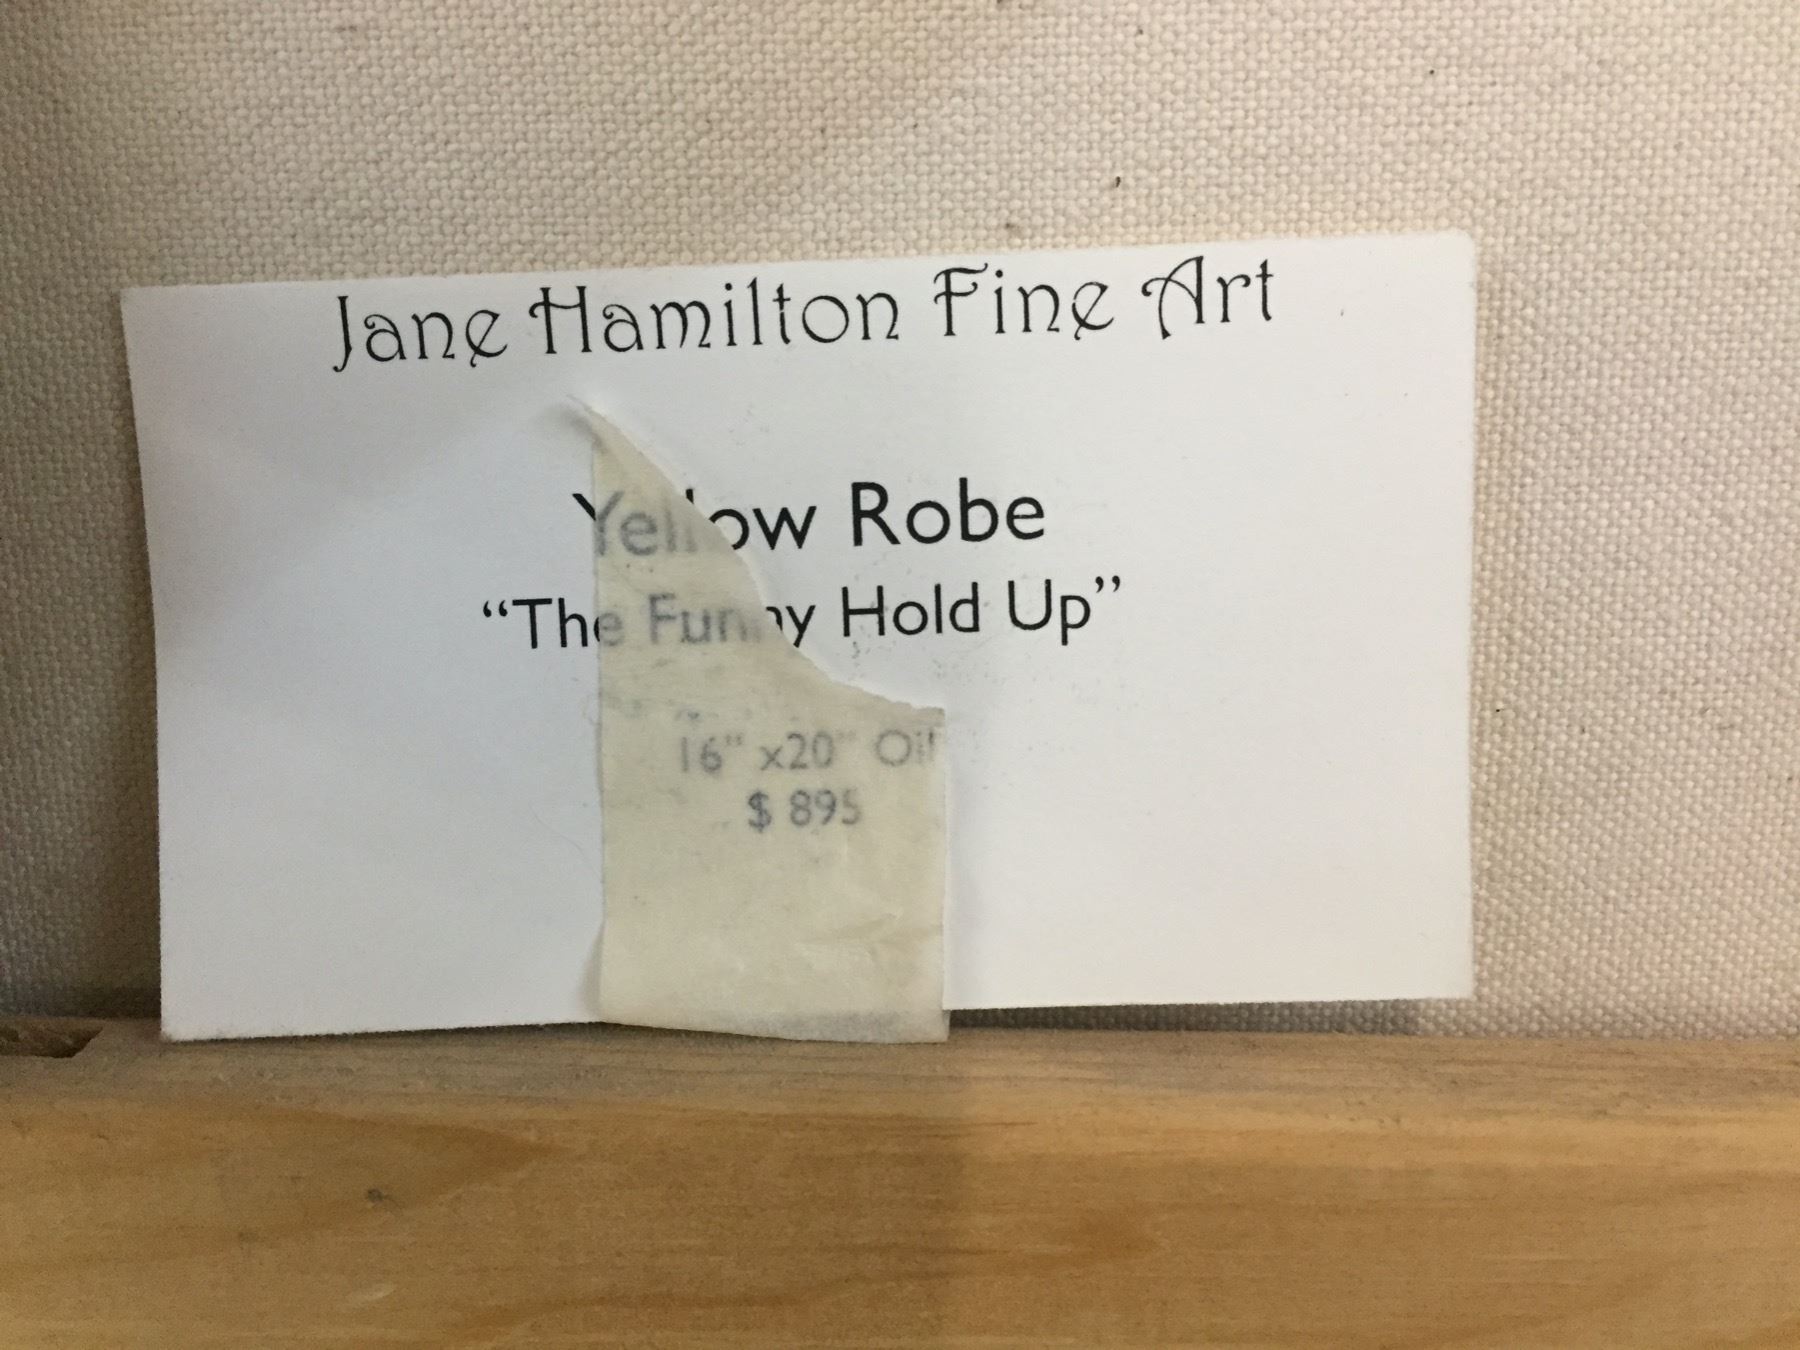 Jane Hamilton Fine Art
Yellow Robe
“The Funny Hold Up”
16" x20" Oil
$ 895